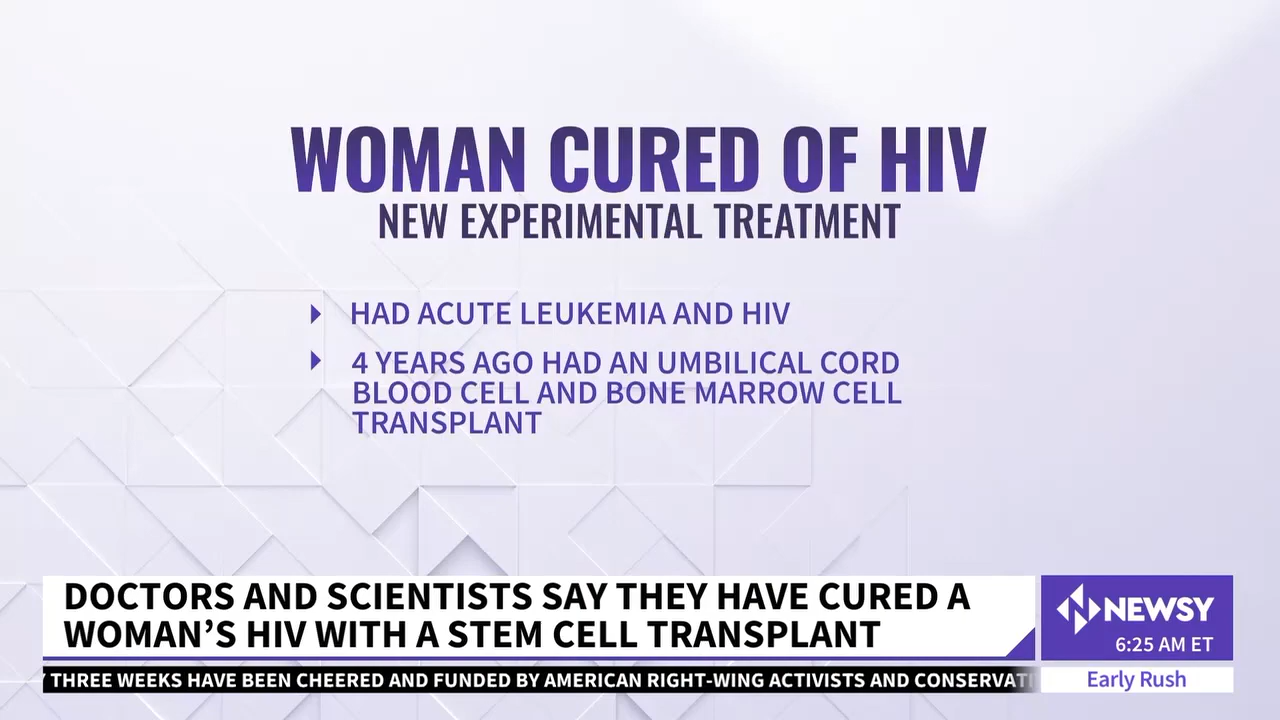 WOMAN CURED OF HIV
NEW EXPERIMENTAL TREATMENT
HAD ACUTE LEUKEMIA AND HIV
4 YEARS AGO HAD AN UMBILICAL CORD
BLOOD CELL AND BONE MARROW CELL
TRANSPLANT
DOCTORS AND SCIENTISTS SAY THEY HAVE CURED A
WOMAN’S HIV WITH A STEM CELL TRANSPLANT
NEWSY
6:25 AM ET
THREE WEEKS HAVE BEEN CHEERED AND FUNDED BY AMERICAN RIGHT-WING ACTIVISTS AND
Early Rush